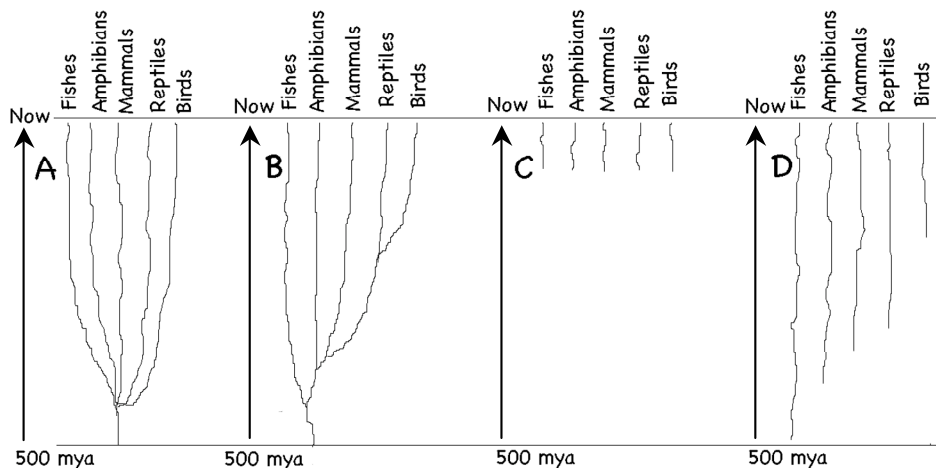 Fishes
Amphibians
Mammals
Reptiles
Birds
Now
A
500 mya
Fishes
Amphibians
Mammals
Reptiles
Birds
Now
B
500 mya
Fishes
Amphibians
Mammals
Reptiles
Birds
Now
C
500 mya
Fishes
Amphibians
Mammals
Reptiles
Birds
Now
D
500 mya